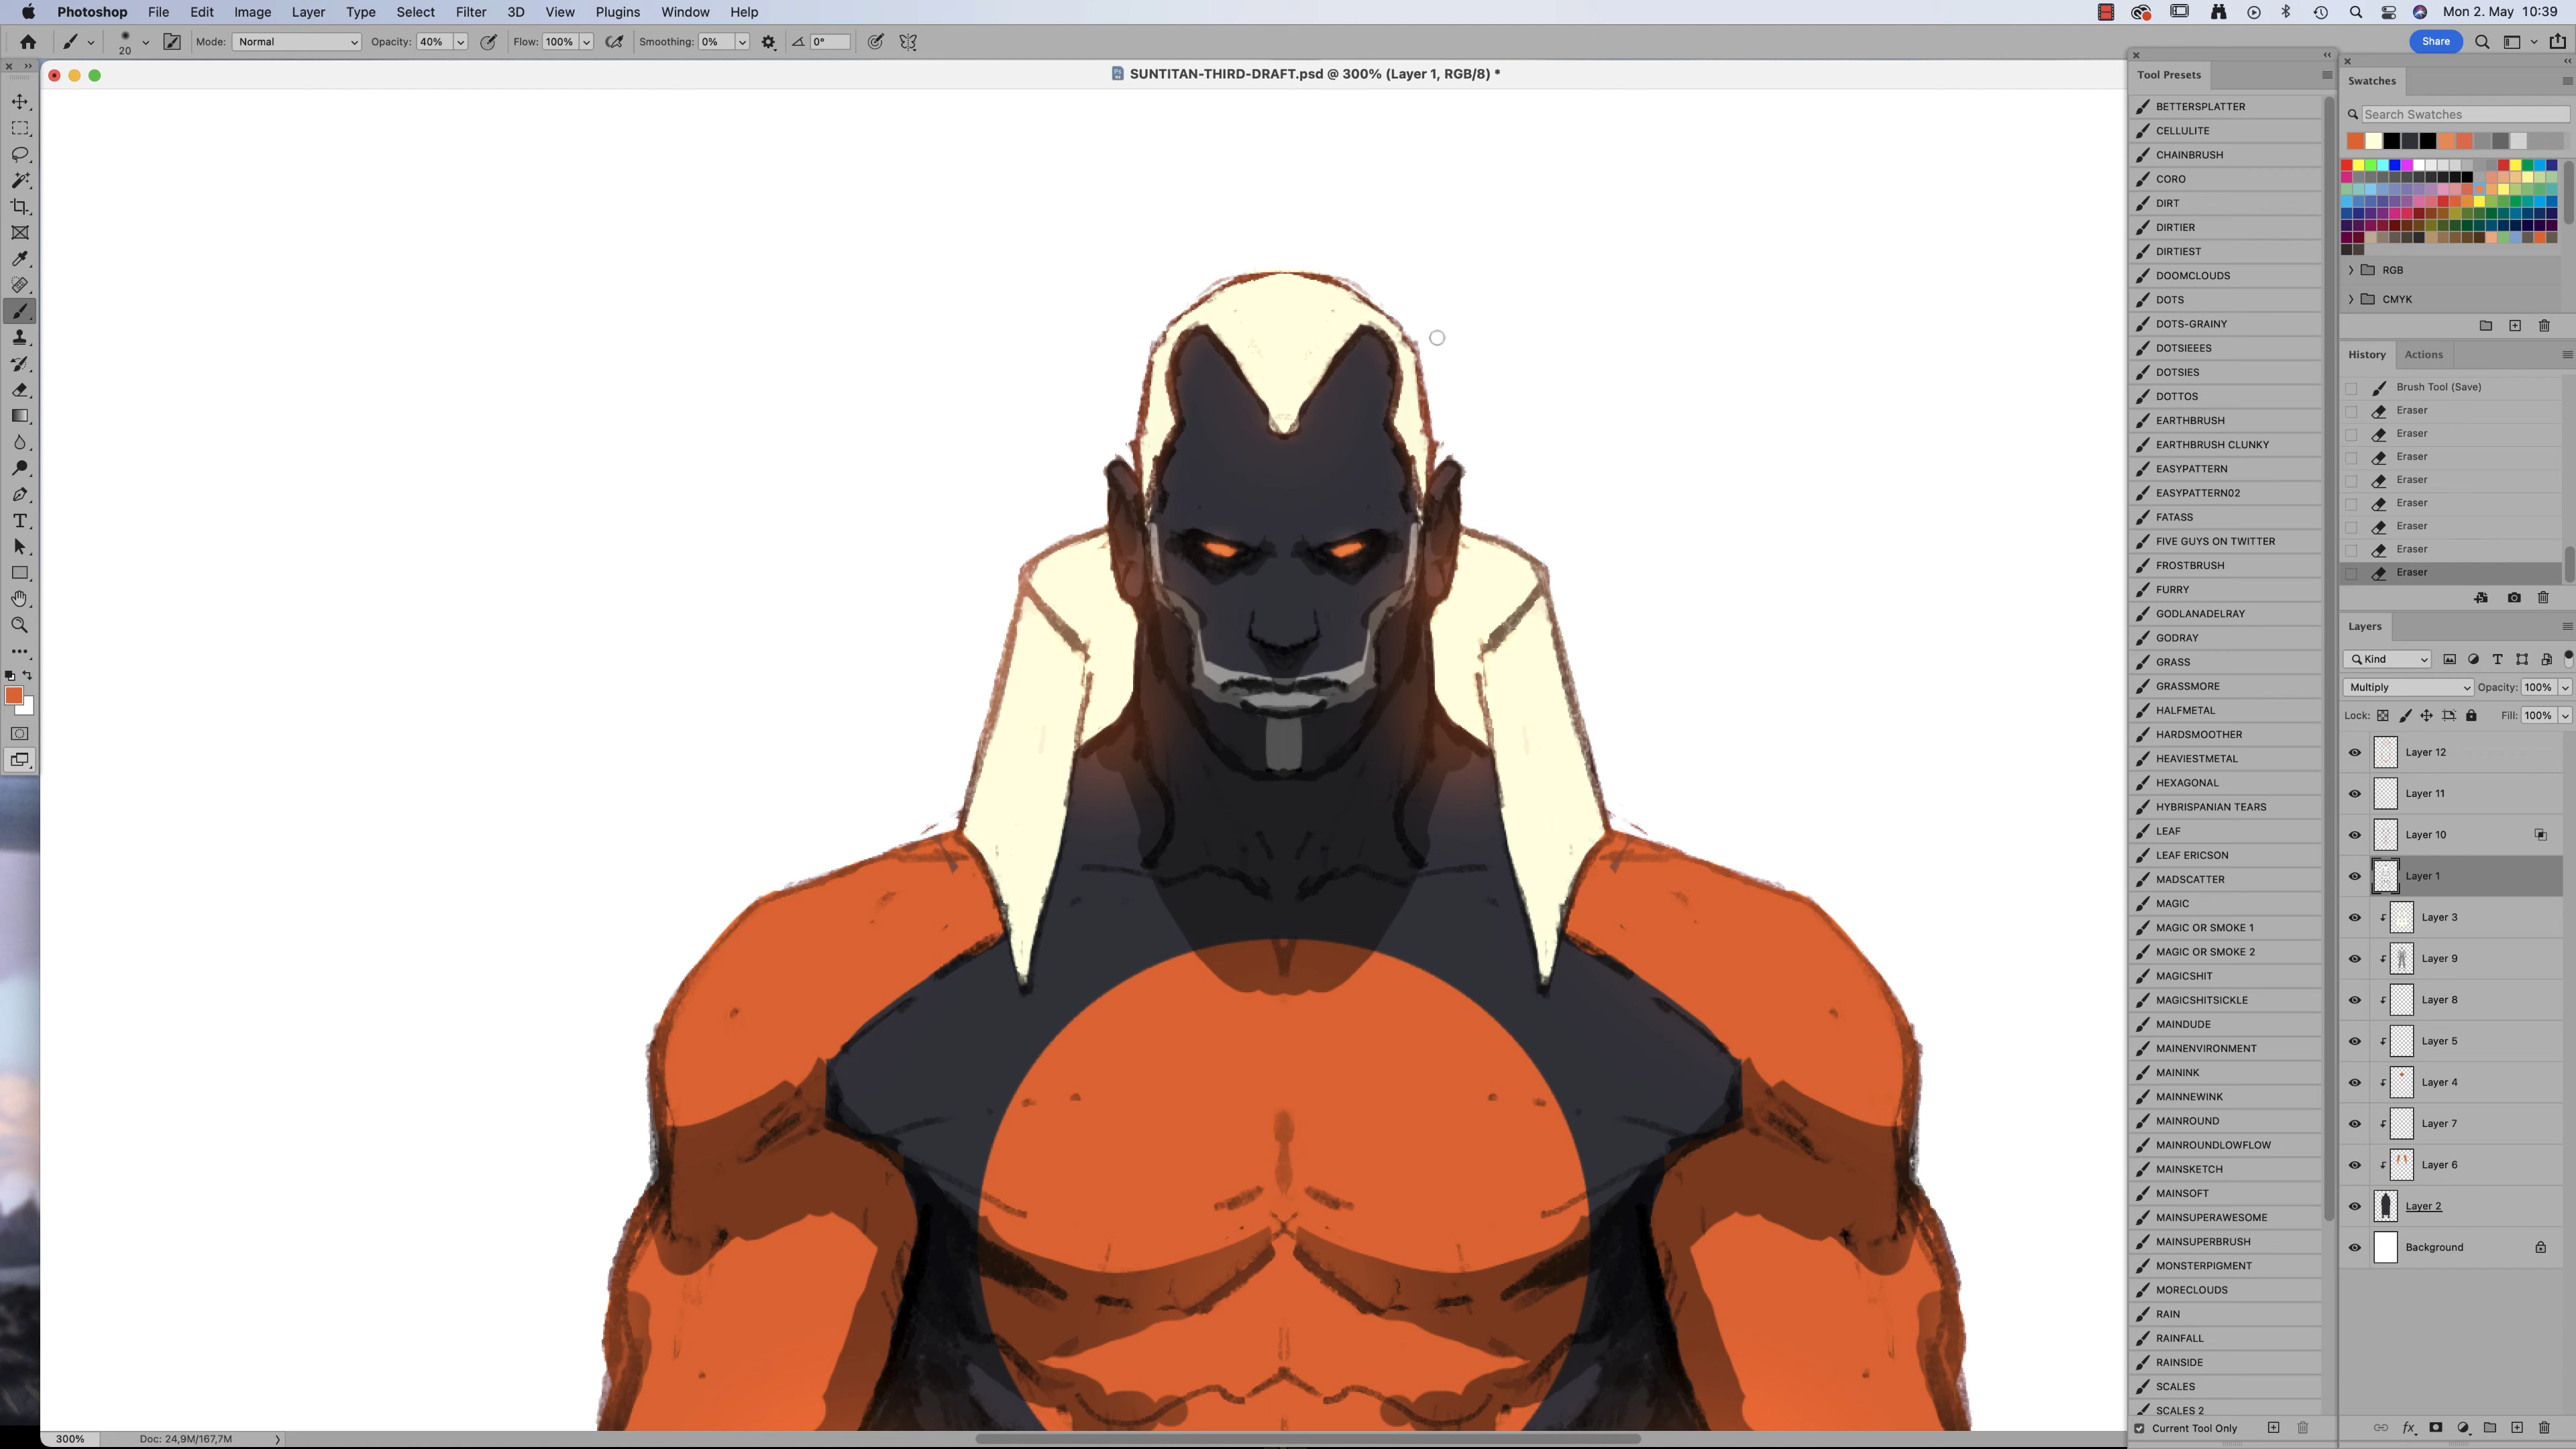 Photoshop File Edit Image Layer Type Select Filter 3D View Plugins Window Help Mon 2. May 10:39
20 Mode: Normal Opacity: 40% Flow: 100% Smoothing: 0% 0° Share
SUNTITAN-THIRD-DRAFT.psd @ 300% (Layer 1, RGB/8) *
Tool Presets
BETTERSPLATTER
CELLULITE
CHAINBRUSH
CORO
DIRT
DIRTIER
DIRTIEST
DOOMCLOUDS
DOTS
DOTS-GRAINY
DOTSIEEES
DOTSIES
DOTTOS
EARTHBRUSH
EARTHBRUSH CLUNKY
EASYPATTERN
EASYPATTERN02
FATASS
FIVE GUYS ON TWITTER
FROSTBRUSH
FURRY
GODLANADELRAY
GODRAY
GRASS
GRASSMORE
HALFMETAL
HARDSMOOTHER
HEAVIESTMETAL
HEXAGONAL
HYBRISPANIAN TEARS
LEAF
LEAF ERICSON
MADSCATTER
MAGIC
MAGIC OR SMOKE 1
MAGIC OR SMOKE 2
MAGICSHIT
MAGICSHITSICKLE
MAINDUDE
MAINENVIRONMENT
MAININK
MAINNEWINK
MAINROUND
MAINROUNDLOWFLOW
MAINSKETCH
MAINSOFT
MAINSUPERAWESOME
MAINSUPERBRUSH
MONSTERPIGMENT
MORECLOUDS
RAIN
RAINFALL
RAINSIDE
SCALES
SCALES 2
Current Tool Only
Swatches
Search Swatches
RGB
CMYK
History Actions
Brush Tool (Save)
Eraser
Eraser
Eraser
Eraser
Eraser
Eraser
Eraser
Eraser
Layers
Kind
Multiply Opacity: 100%
Lock: Fill: 100%
Layer 12
Layer 11
Layer 10
Layer 1
Layer 3
Layer 9
Layer 8
Layer 5
Layer 4
Layer 7
Layer 6
Layer 2
Background
fx
300% Doc: 24,9M/167,7M